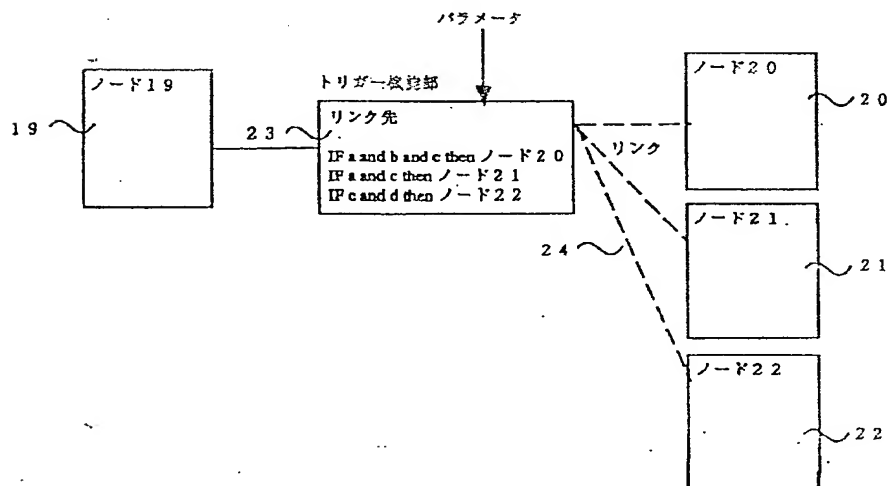 パラメータ
ノード19
トリガー検証部
ノード20
20
19
23
リンク先
リンク
IF a and b and c then ノード20
IF a and c then ノード21
IF c and d then ノード22
ノード21
24
21
ノード22
22